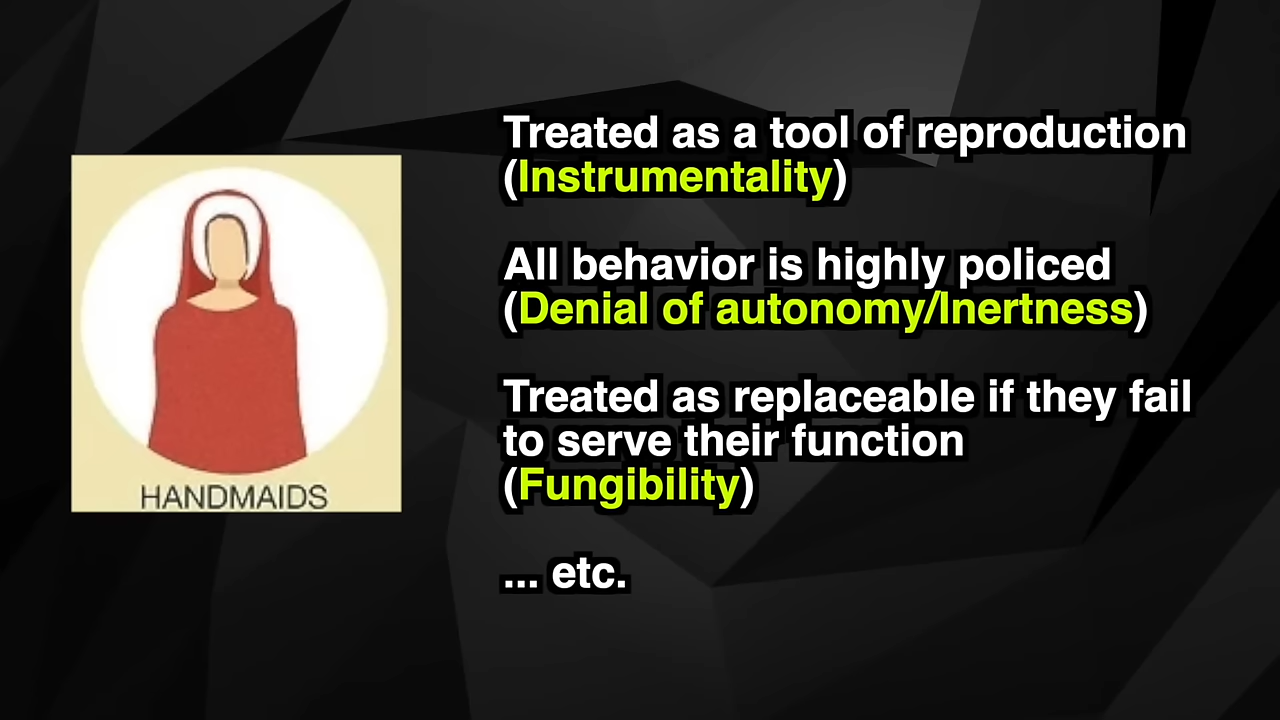 HANDMAIDS
Treated as a tool of reproduction
(Instrumentality)
All behavior is highly policed
(Denial of autonomy/Inertness)
Treated as replaceable if they fail
to serve their function
(Fungibility)
... etc.